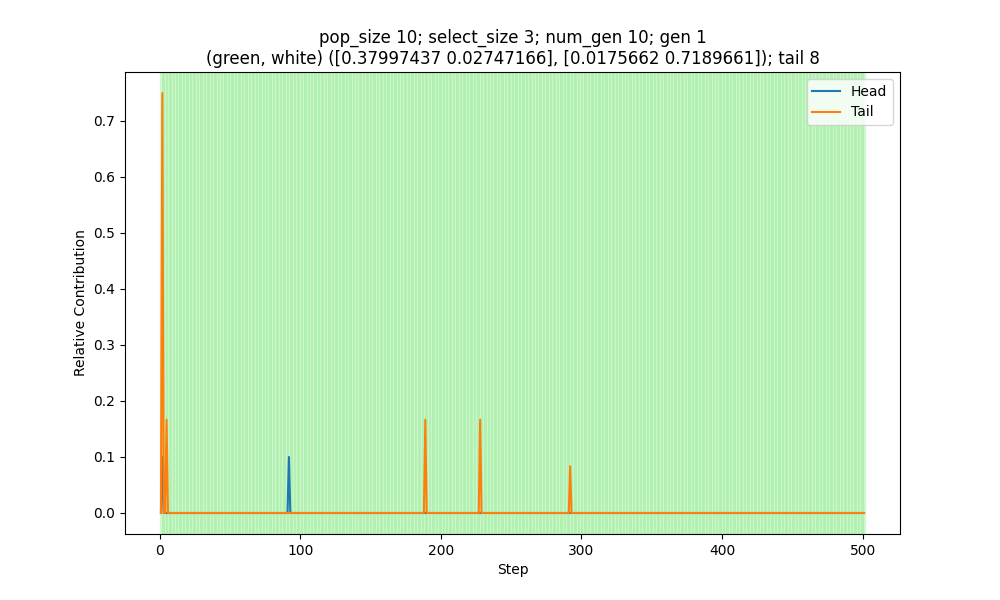 pop_size 10; select_size 3; num_gen 10; gen 1
(green, white) ([0.37997437 0.02747166], [0.0175662 0.7189661]); tail 8
Head
Tail
0.7
0.6
0.5
0.4
0.3
0.2
0.1
0.0
Relative Contribution
0 100 200 300 400 500
Step